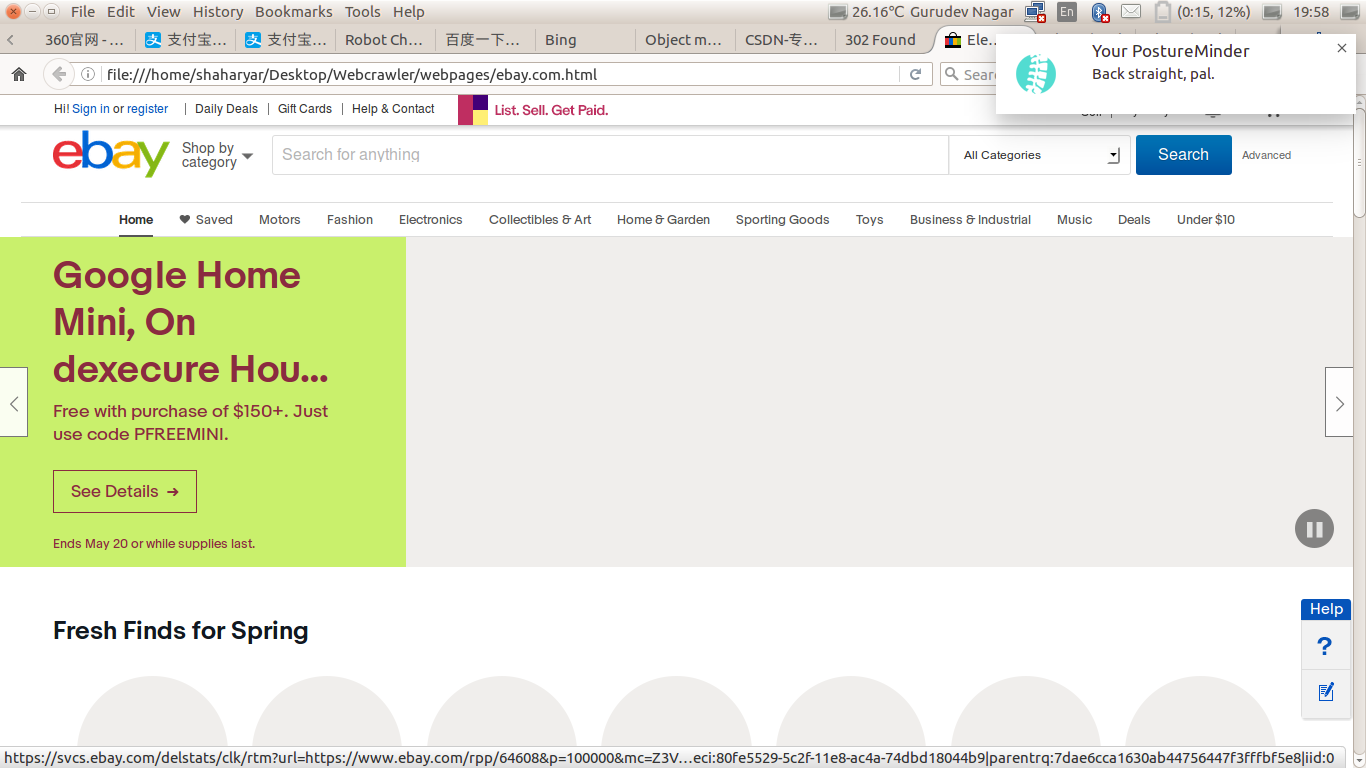 File Edit View History Bookmarks Tools Help 26.16℃ Gurudev Nagar En (0:15, 12%) 19:58
360官网 - … 支付宝… 支付宝… Robot Ch… 百度一下… Bing Object m… CSDN-专… 302 Found Ele…
Your PostureMinder
Back straight, pal.
file:///home/shaharyar/Desktop/Webcrawler/webpages/ebay.com.html Sear
Hi! Sign in or register Daily Deals Gift Cards Help & Contact List. Sell. Get Paid.
ebay Shop by
category
Search for anything All Categories Search Advanced
Home Saved Motors Fashion Electronics Collectibles & Art Home & Garden Sporting Goods Toys Business & Industrial Music Deals Under $10
Google Home
Mini, On
dexecure Hou...
Free with purchase of $150+. Just
use code PFREEMINI.
See Details →
Ends May 20 or while supplies last.
Help
?
Fresh Finds for Spring
https://svcs.ebay.com/delstats/clk/rtm?url=https://www.ebay.com/rpp/64608&p=100000&mc=Z3V…eci:80fe5529-5c2f-11e8-ac4a-74dbd18044b9|parentrq:7dae6cca1630ab44756447f3fffbf5e8|iid:0